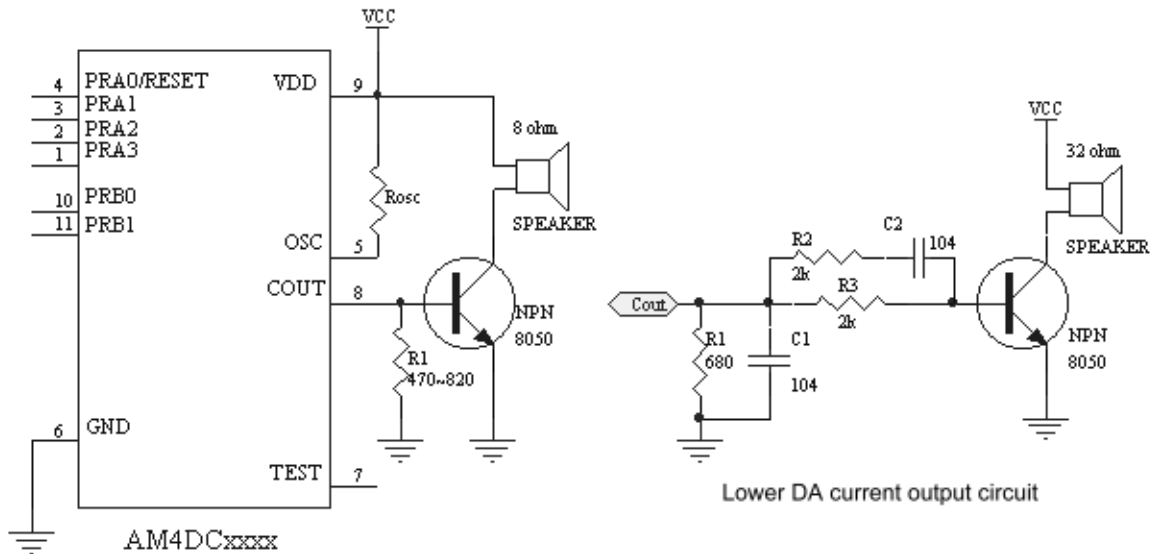 VCC
4 PRA0/RESET VDD 9
3 PRA1
2 PRA2
1 PRA3
10 PRB0
11 PRB1
OSC 5
COUT 8
6 GND
TEST 7
AM4DCxxxx
Rosc
8 ohm
SPEAKER
NPN
8050
R1
470~820
VCC
32 ohm
SPEAKER
C2
104
R2
2k
R3
2k
Cout
R1
680
C1
104
NPN
8050
Lower DA current output circuit